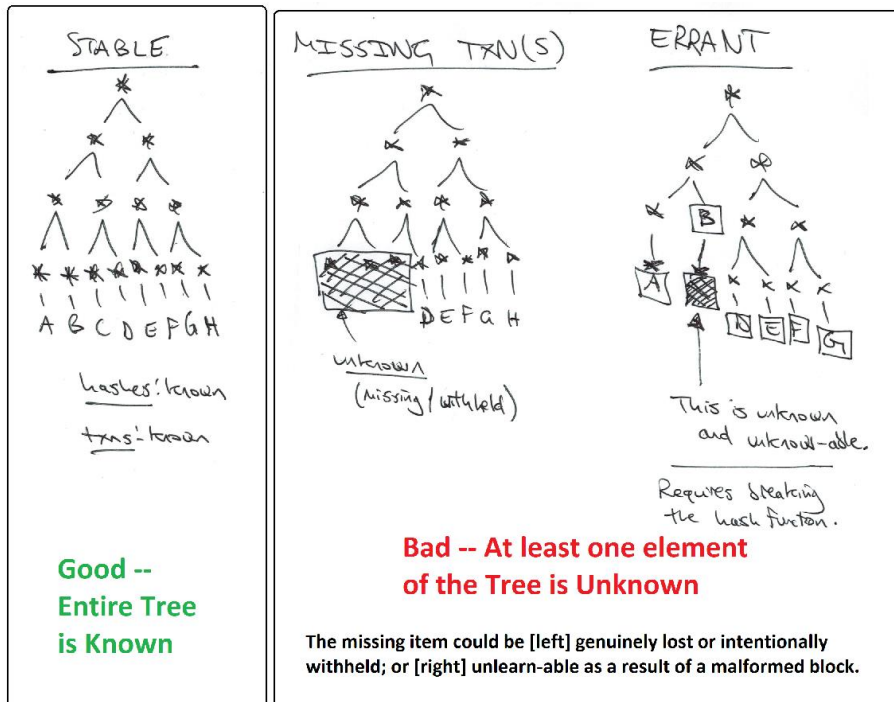 STABLE
A B C D E F G H
hashes: known
txns: known
Good --
Entire Tree
is Known
MISSING TXN(S)
D E F G H
unknown
(missing/withheld)
ERRANT
B
A
D E F G
This is unknown
and unknow-able.
Requires breaking
the hash function.
Bad -- At least one element
of the Tree is Unknown
The missing item could be [left] genuinely lost or intentionally
withheld; or [right] unlearn-able as a result of a malformed block.